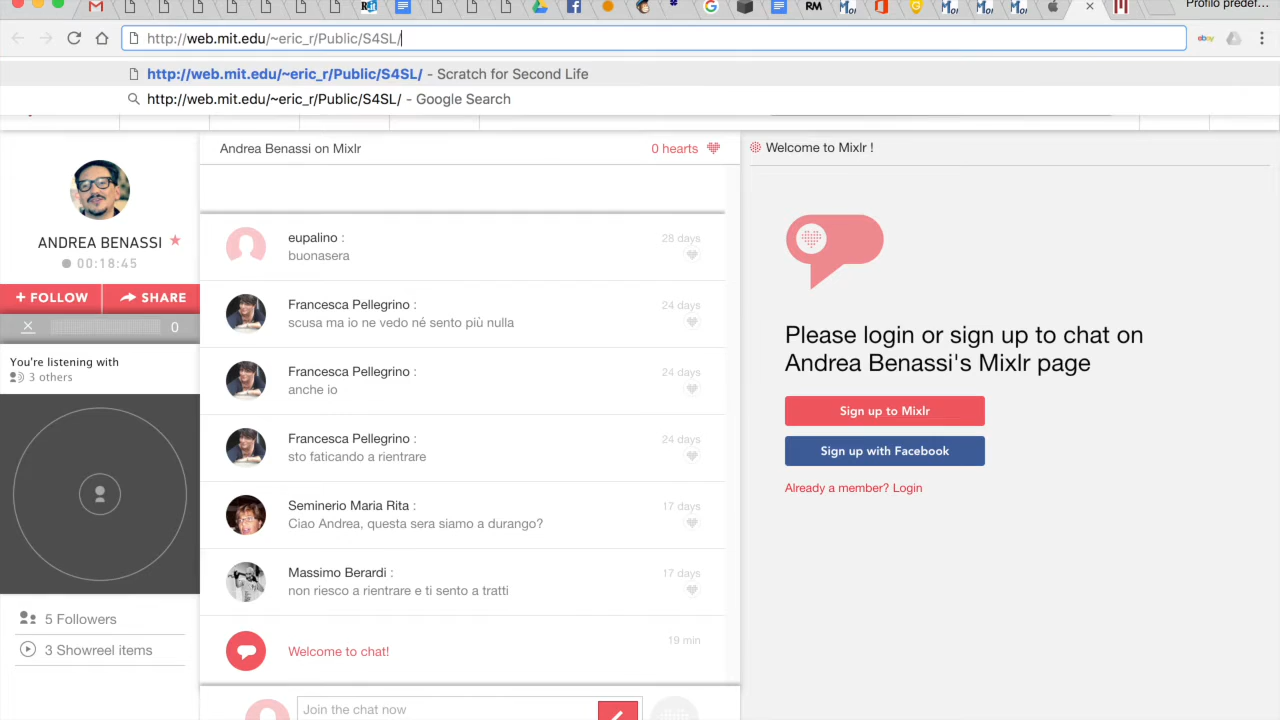 Profilo predef...
http://web.mit.edu/~eric_r/Public/S4SL/
ebay
http://web.mit.edu/~eric_r/Public/S4SL/ - Scratch for Second Life
http://web.mit.edu/~eric_r/Public/S4SL/ - Google Search
ANDREA BENASSI
00:18:45
+ FOLLOW
SHARE
0
You're listening with
3 others
5 Followers
3 Showreel items
Andrea Benassi on Mixlr
0 hearts
eupalino :
28 days
buonasera
Francesca Pellegrino :
24 days
scusa ma io ne vedo né sento più nulla
Francesca Pellegrino :
24 days
anche io
Francesca Pellegrino :
24 days
sto faticando a rientrare
Seminerio Maria Rita :
17 days
Ciao Andrea, questa sera siamo a durango?
Massimo Berardi :
17 days
non riesco a rientrare e ti sento a tratti
19 min
Welcome to chat!
Join the chat now
Welcome to Mixlr !
Please login or sign up to chat on
Andrea Benassi's Mixlr page
Sign up to Mixlr
Sign up with Facebook
Already a member? Login